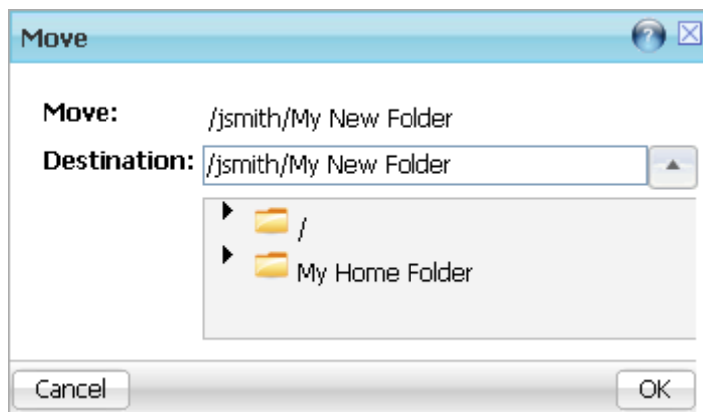 Move
Move: /jsmith/My New Folder
Destination: /jsmith/My New Folder
/
My Home Folder
Cancel OK